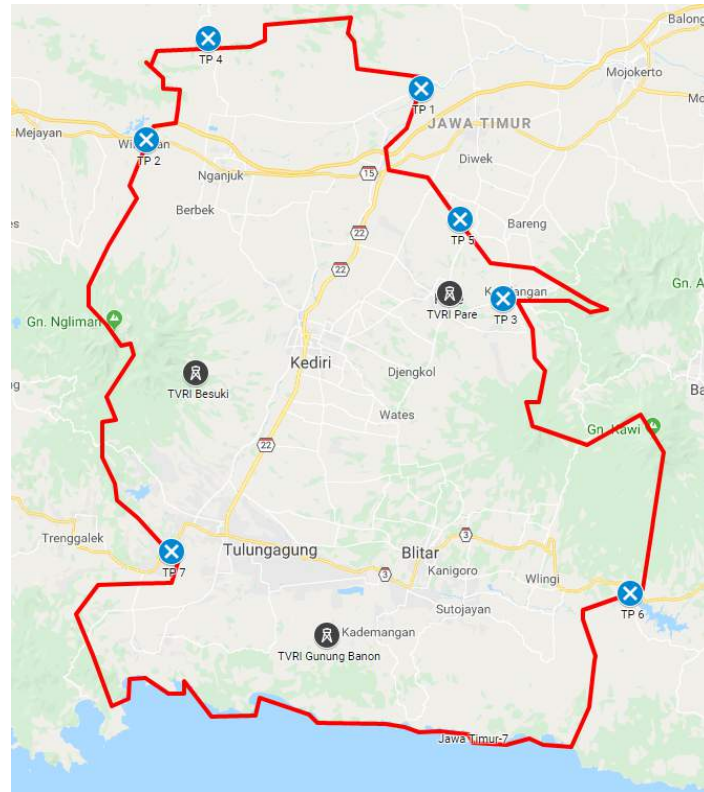 Balong
TP 4
Mojokerto
TP 1
Mejayan
JAWA TIMUR
TP 2
Diwek
Nganjuk
15
Berbek
TP 5
Bareng
22
22
Gn. A
TVRI Pare
TP 3
Gn. Ngliman
Kediri
TVRI Besuki
Djengkol
Wates
Gn. Kawi
22
Trenggalek
Tulungagung
Blitar
3
TP 7
3
Kanigoro
Wlingi
Sutojayan
TP 6
Kademangan
TVRI Gunung Banon
Jawa Timur-7